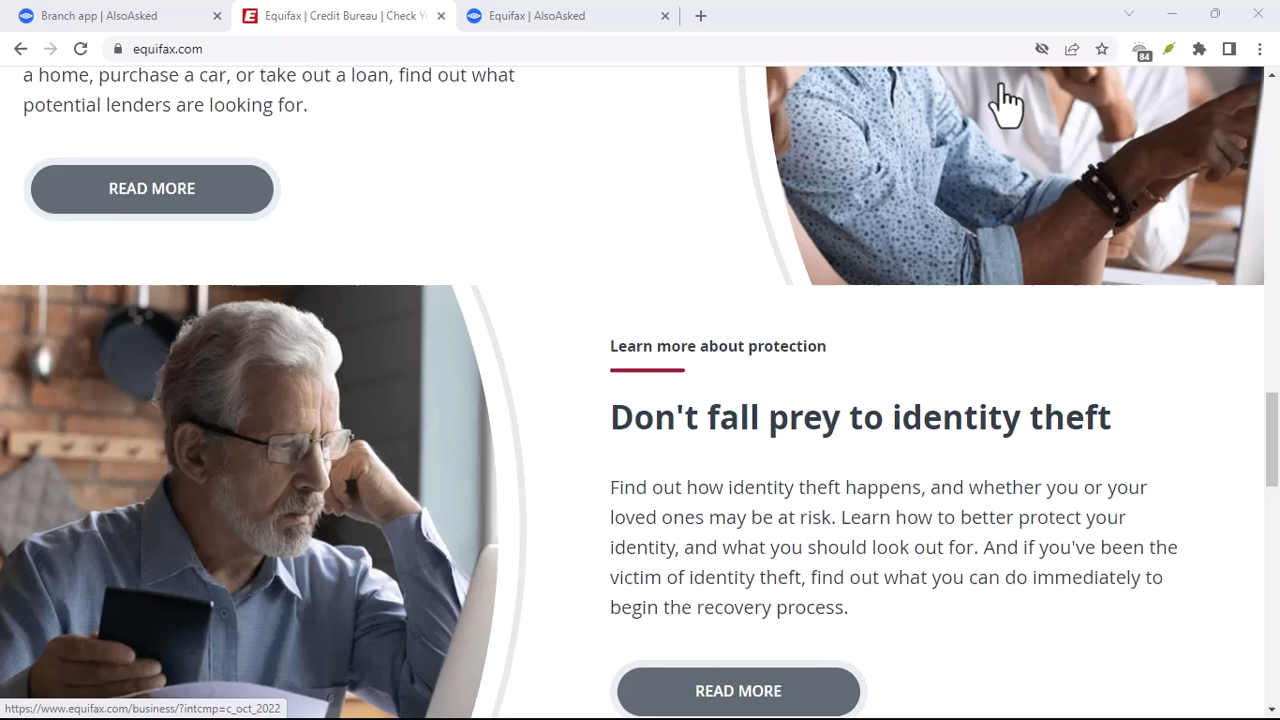 Branch app | AlsoAsked
Equifax | Credit Bureau | Check Y
Equifax | AlsoAsked
equifax.com
84
a home, purchase a car, or take out a loan, find out what
potential lenders are looking for.
READ MORE
Learn more about protection
Don't fall prey to identity theft
Find out how identity theft happens, and whether you or your
loved ones may be at risk. Learn how to better protect your
identity, and what you should look out for. And if you've been the
victim of identity theft, find out what you can do immediately to
begin the recovery process.
READ MORE
https://www.equifax.com/business/?intcmp=c_oct_2022